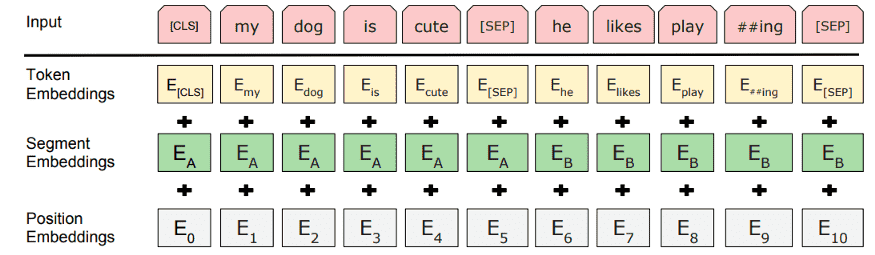 Input [CLS] my dog is cute [SEP] he likes play ##ing [SEP]
Token
Embeddings E[CLS] Emy Edog Eis Ecute E[SEP] Ehe Elikes Eplay E##ing E[SEP]
+ + + + + + + + + + +
Segment
Embeddings EA EA EA EA EA EA EB EB EB EB EB
+ + + + + + + + + + +
Position
Embeddings E0 E1 E2 E3 E4 E5 E6 E7 E8 E9 E10